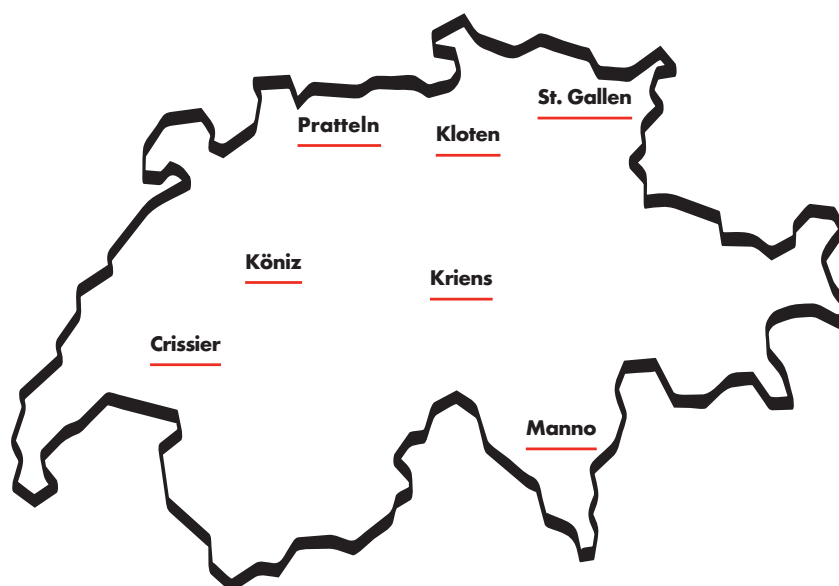 St. Gallen
Pratteln
Kloten
Köniz
Kriens
Crissier
Manno